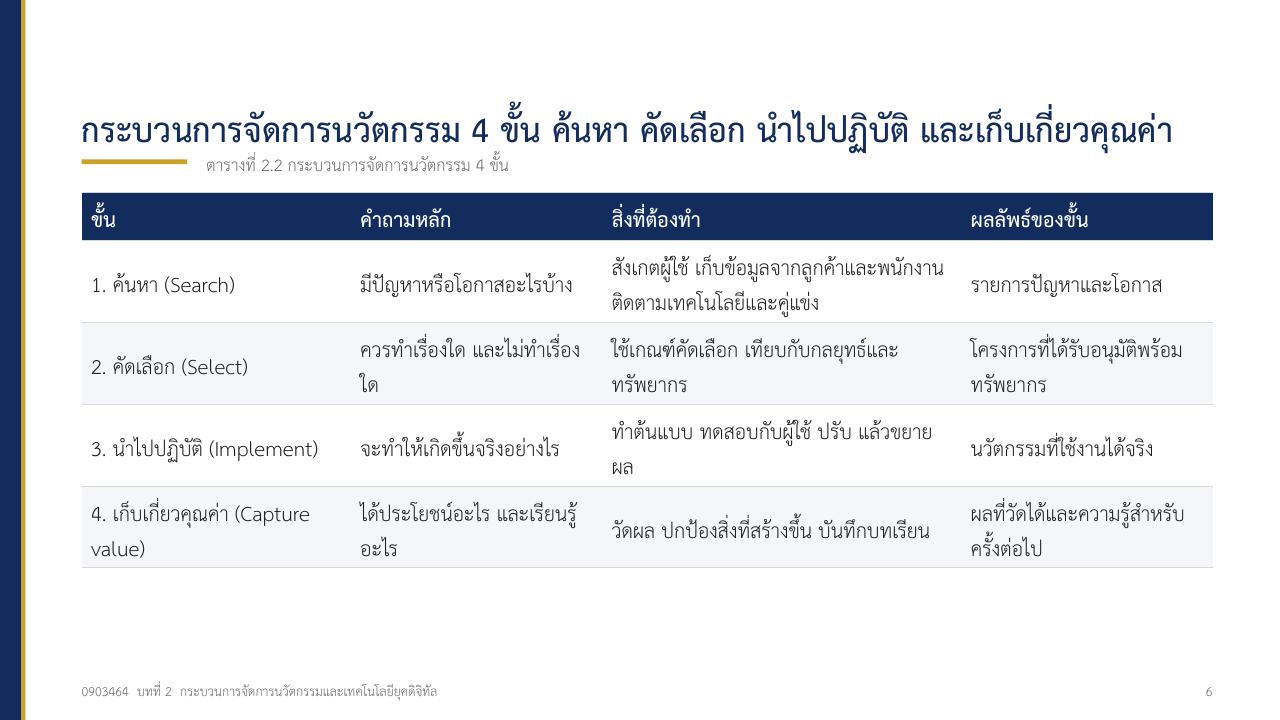 กระบวนการจัดการนวัตกรรม 4 ขั้น ค้นหา คัดเลือก นำไปปฏิบัติ และเก็บเกี่ยวคุณค่า
ตารางที่ 2.2 กระบวนการจัดการนวัตกรรม 4 ขั้น
ขั้น คำถามหลัก สิ่งที่ต้องทำ ผลลัพธ์ของขั้น
1. ค้นหา (Search)
มีปัญหาหรือโอกาสอะไรบ้าง
สังเกตผู้ใช้ เก็บข้อมูลจากลูกค้าและพนักงาน
ติดตามเทคโนโลยีและคู่แข่ง
รายการปัญหาและโอกาส
2. คัดเลือก (Select)
ควรทำเรื่องใด และไม่ทำเรื่อง
ใด
ใช้เกณฑ์คัดเลือก เทียบกับกลยุทธ์และ
ทรัพยากร
โครงการที่ได้รับอนุมัติพร้อม
ทรัพยากร
3. นำไปปฏิบัติ (Implement)
จะทำให้เกิดขึ้นจริงอย่างไร
ทำต้นแบบ ทดสอบกับผู้ใช้ ปรับ แล้วขยาย
ผล
นวัตกรรมที่ใช้งานได้จริง
4. เก็บเกี่ยวคุณค่า (Capture
value)
ได้ประโยชน์อะไร และเรียนรู้
อะไร
วัดผล ปกป้องสิ่งที่สร้างขึ้น บันทึกบทเรียน
ผลที่วัดได้และความรู้สำหรับ
ครั้งต่อไป
0903464 บทที่ 2 กระบวนการจัดการนวัตกรรมและเทคโนโลยียุคดิจิทัล
6